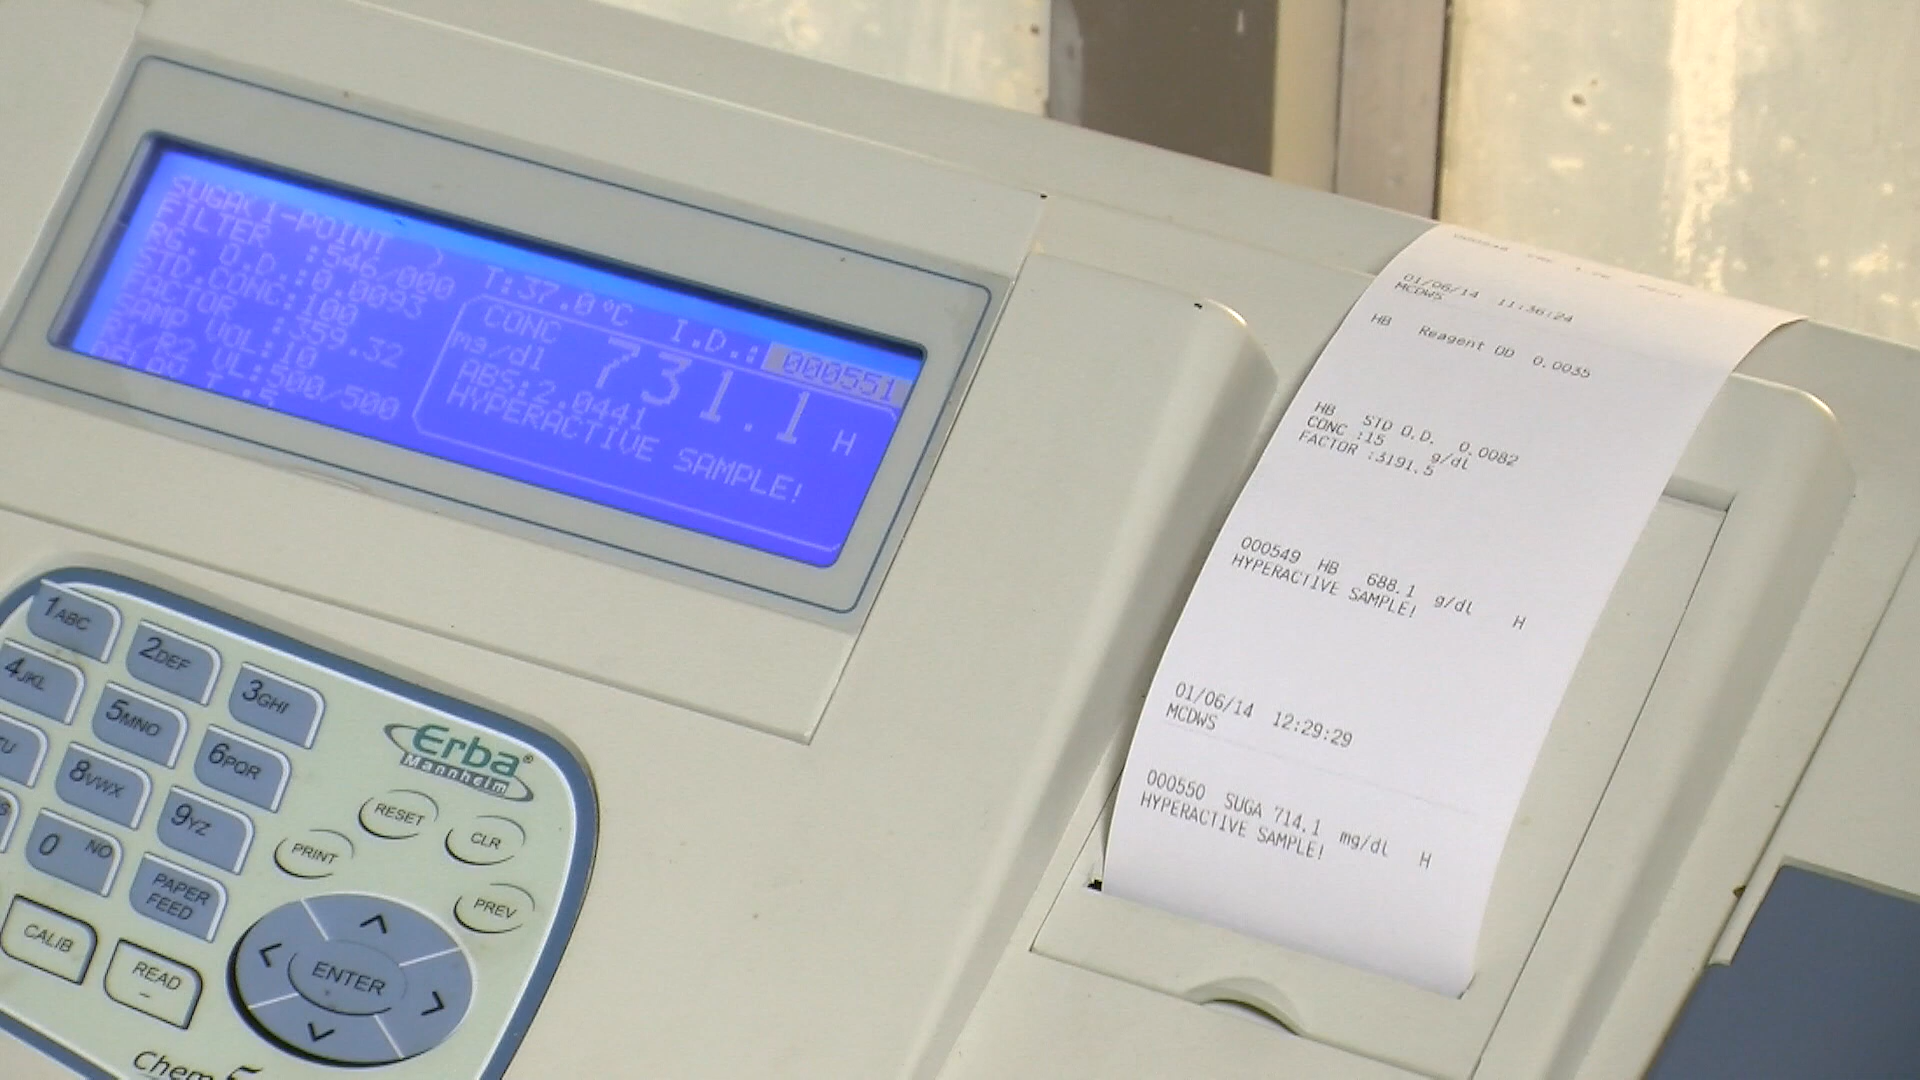 SUGA(1-POINT )
FILTER :546/000
RG. O.D.:0.0093
STD.CONC:100
FACTOR :359.32
SAMP VOL:10
R1/R2 VL:500/500
DELAY T.:5
T:37.0°C I.D.: 000551
CONC
mg/dl 731.1 H
ABS:2.0441
HYPERACTIVE SAMPLE!
1ABC
2DEF
3GHI
4JKL
5MNO
6PQR
TU
8VWX
9YZ
0 NO
PAPER FEED
CALIB
READ
–
RESET
CLR
PRINT
PREV
ENTER
Erba®
Mannheim
Chem 5
01/06/14 11:36:24
MCDWS
HB Reagent OD 0.0035
HB STD O.D. 0.0082
CONC :15 g/dl
FACTOR :3191.5
000549 HB 688.1 g/dl H
HYPERACTIVE SAMPLE!
01/06/14 12:29:29
MCDWS
000550 SUGA 714.1 mg/dl H
HYPERACTIVE SAMPLE!